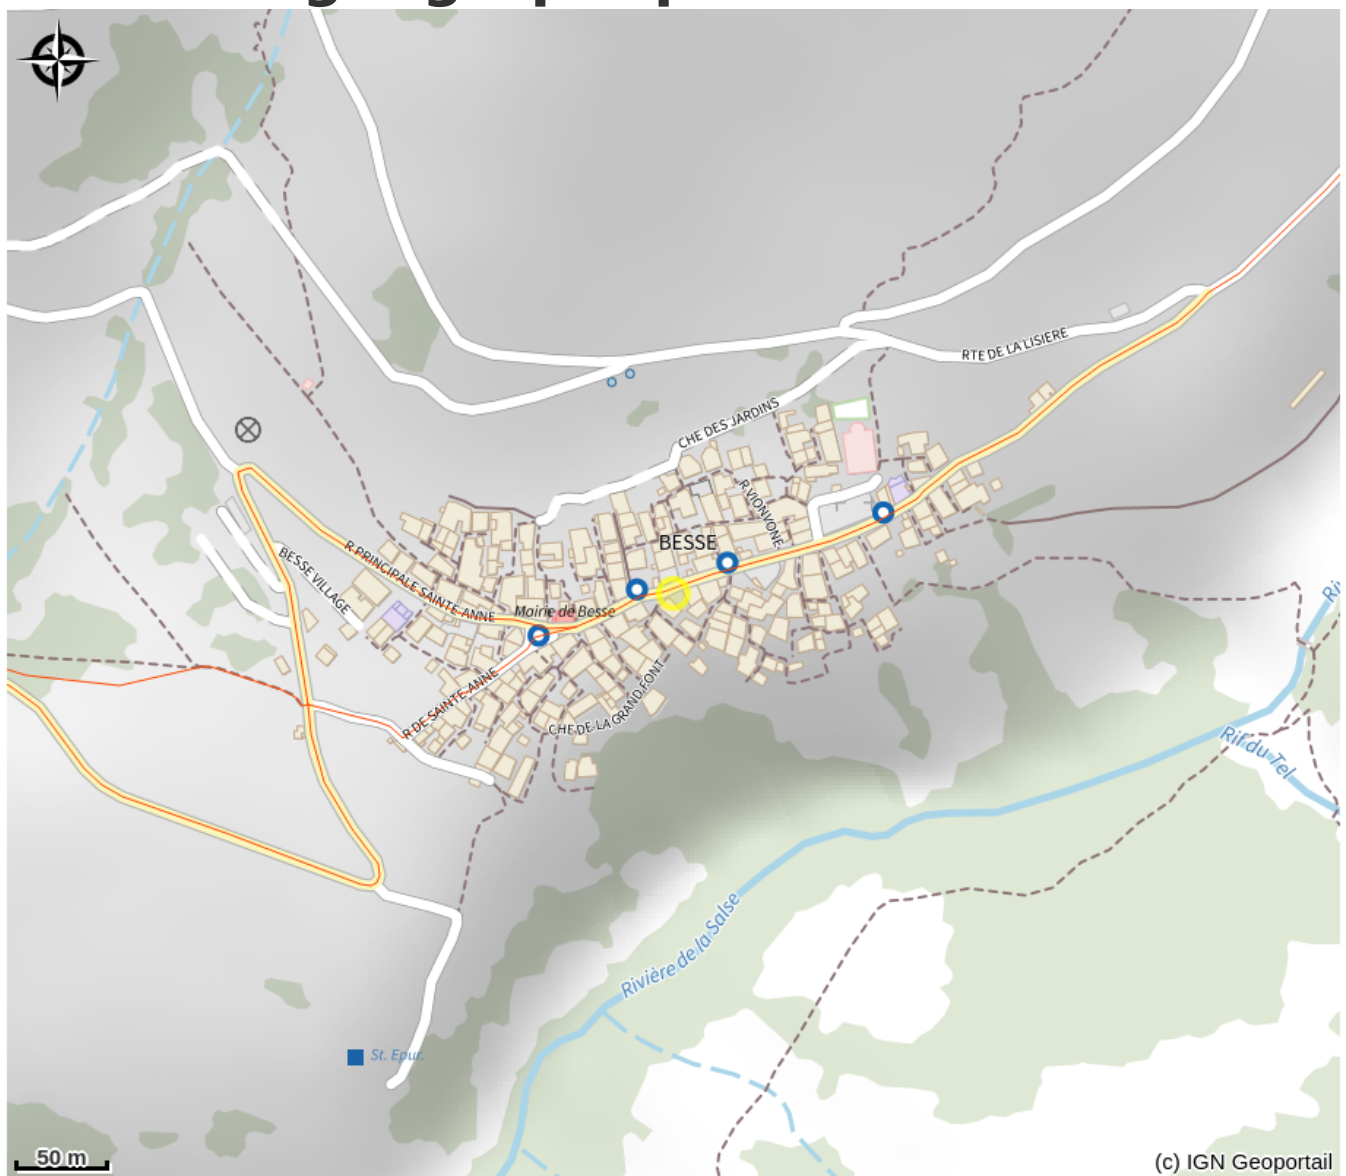 RTE DE LA LISIERE
CHE DES JARDINS
R VIONVONE
BESSE
R PRINCIPALE SAINTE ANNE
BESSE VILLAGE
Mairie de Besse
R DE SAINTE ANNE
CHE DE LA GRAND FONT
Rif du Tel
Rivière de la Salse
St. Epur.
50 m
(c) IGN Geoportail